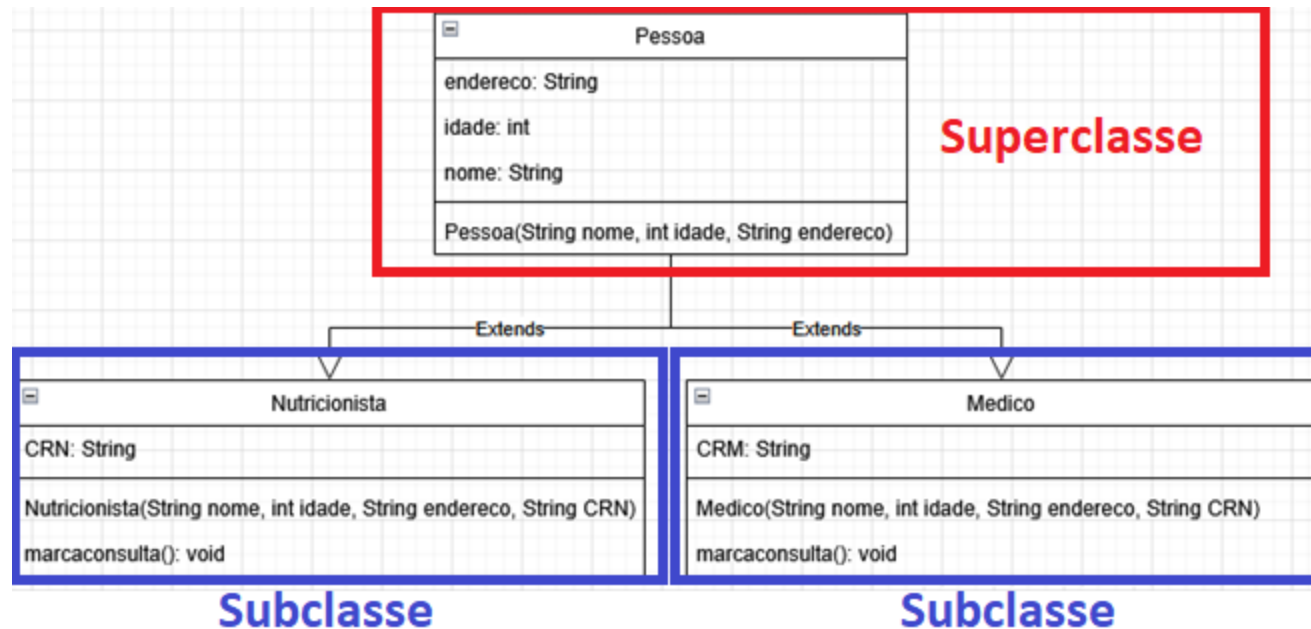 Pessoa
endereco: String
idade: int
nome: String
Superclasse
Pessoa(String nome, int idade, String endereco)
Extends
Extends
Nutricionista
CRN: String
Nutricionista(String nome, int idade, String endereco, String CRN)
marcaconsulta(): void
Subclasse
Medico
CRM: String
Medico(String nome, int idade, String endereco, String CRN)
marcaconsulta(): void
Subclasse